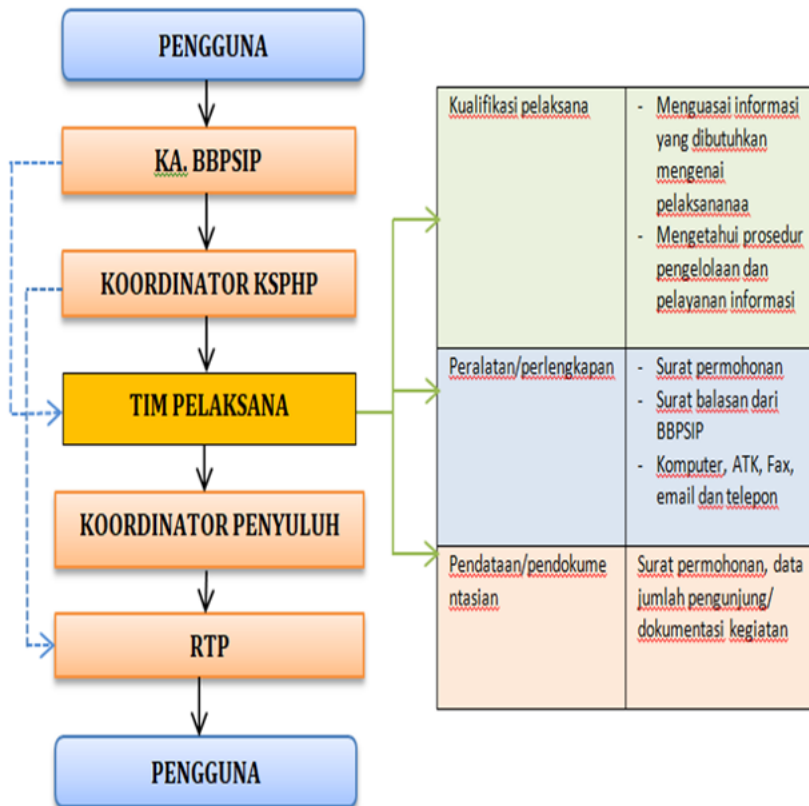 PENGGUNA
KA. BBPSIP
KOORDINATOR KSPHP
TIM PELAKSANA
KOORDINATOR PENYULUH
RTP
PENGGUNA
Kualifikasi pelaksana
- Menguasai informasi
yang dibutuhkan
mengenai
pelaksananaa
- Mengetahui prosedur
pengelolaan dan
pelayanan informasi
Peralatan/perlengkapan
- Surat permohonan
- Surat balasan dari
BBPSIP
- Komputer, ATK, Fax,
email dan telepon
Pendataan/pendokume
ntasian
Surat permohonan, data
jumlah pengunjung/
dokumentasi kegiatan